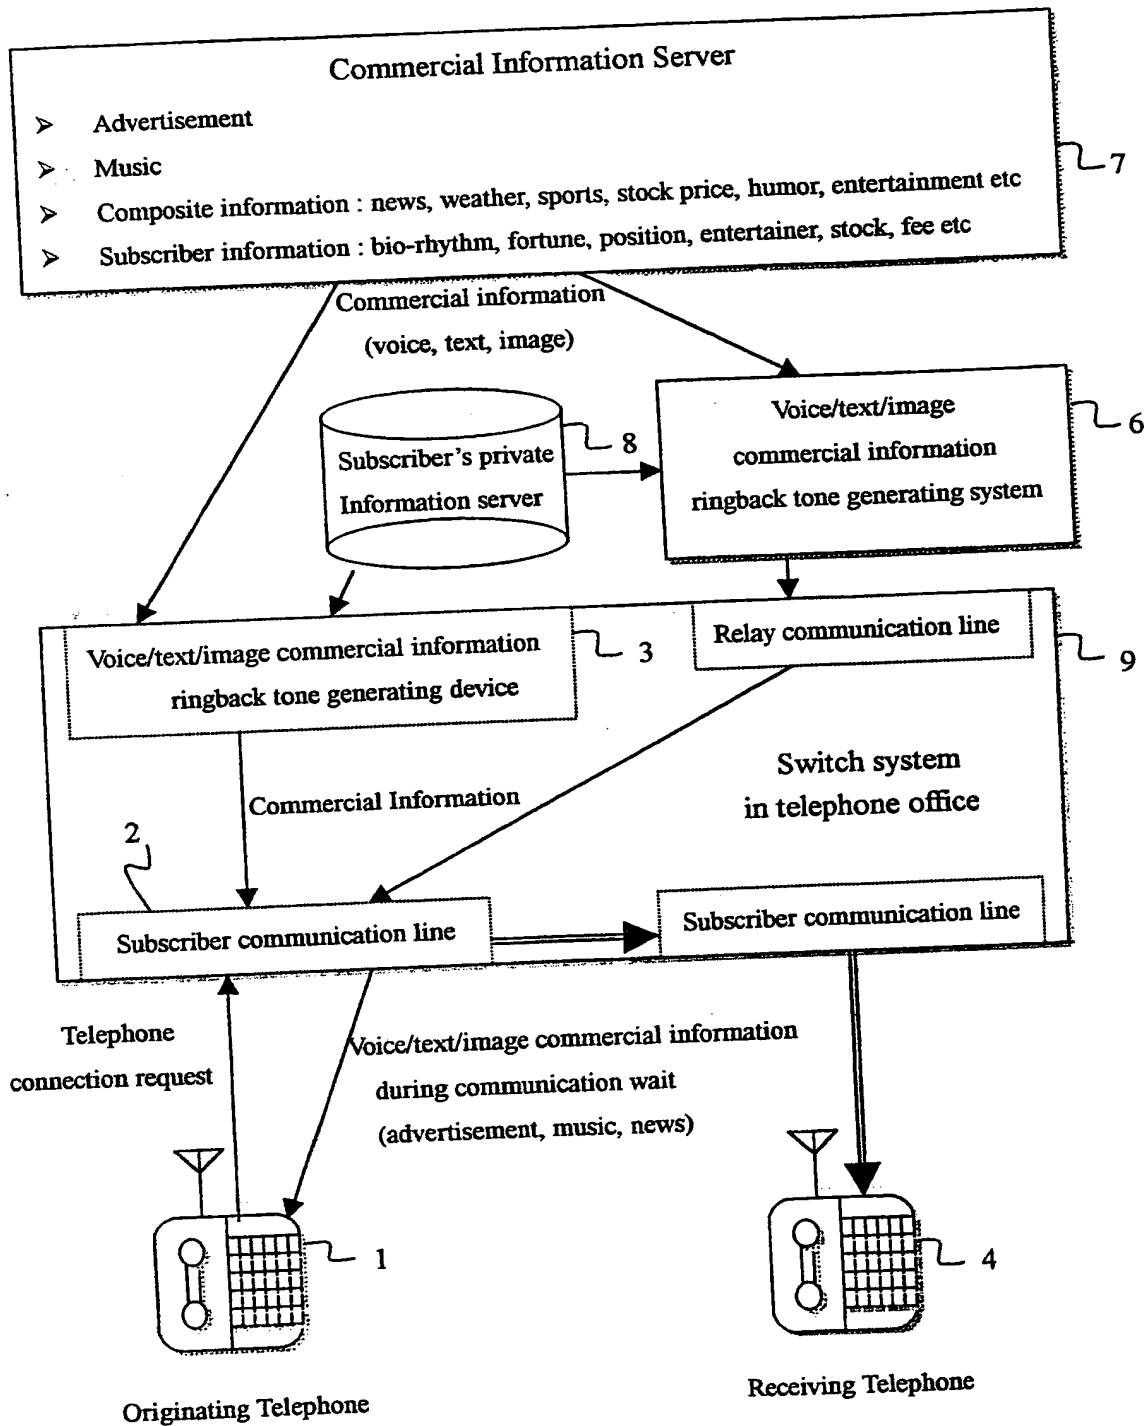 Commercial Information Server
➢ Advertisement
➢ Music
➢ Composite information : news, weather, sports, stock price, humor, entertainment etc
➢ Subscriber information : bio-rhythm, fortune, position, entertainer, stock, fee etc
7
Commercial information
(voice, text, image)
Subscriber's private
Information server
8
Voice/text/image
commercial information
ringback tone generating system
6
Voice/text/image commercial information
ringback tone generating device
3
Relay communication line
9
Switch system
in telephone office
Commercial Information
2
Subscriber communication line
Subscriber communication line
Telephone
connection request
Voice/text/image commercial information
during communication wait
(advertisement, music, news)
1
4
Originating Telephone
Receiving Telephone